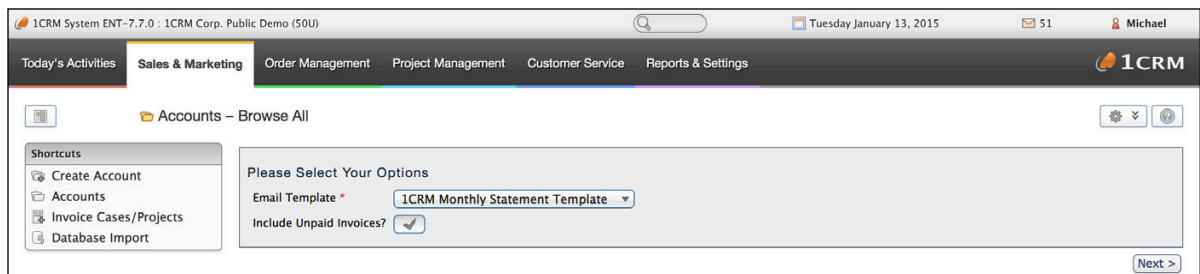 1CRM System ENT-7.7.0 : 1CRM Corp. Public Demo (50U) Tuesday January 13, 2015 51 Michael
Today's Activities Sales & Marketing Order Management Project Management Customer Service Reports & Settings 1CRM
Accounts – Browse All
Shortcuts
Create Account
Accounts
Invoice Cases/Projects
Database Import
Please Select Your Options
Email Template * 1CRM Monthly Statement Template
Include Unpaid Invoices?
Next >